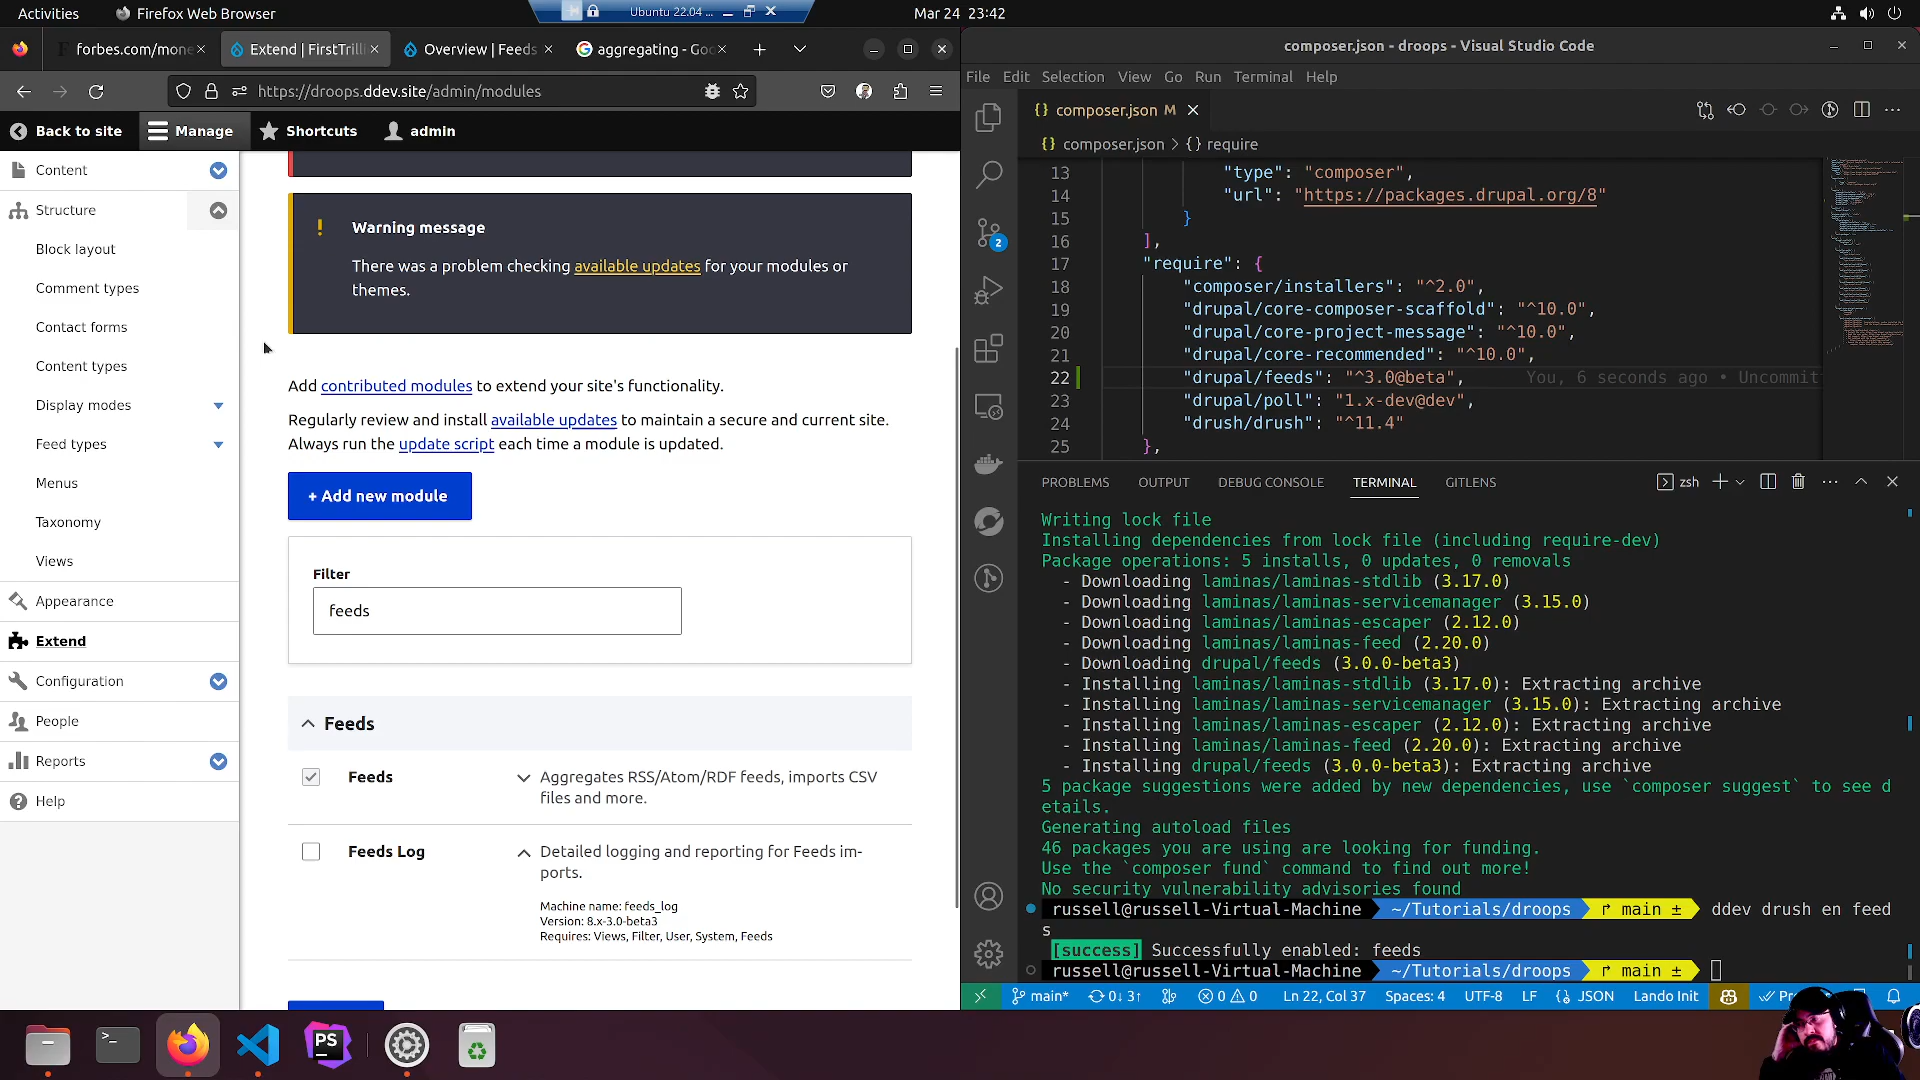 Activities
Firefox Web Browser
Ubuntu 22.04 ...
Mar 24 23:42
forbes.com/mone
Extend | FirstTrilli
Overview | Feeds
aggregating - Goo
https://droops.ddev.site/admin/modules
Back to site
Manage
Shortcuts
admin
Content
Structure
Block layout
Comment types
Contact forms
Content types
Display modes
Feed types
Menus
Taxonomy
Views
Appearance
Extend
Configuration
People
Reports
Help
Warning message
There was a problem checking available updates for your modules or
themes.
Add contributed modules to extend your site's functionality.
Regularly review and install available updates to maintain a secure and current site.
Always run the update script each time a module is updated.
+ Add new module
Filter
feeds
Feeds
Feeds
Aggregates RSS/Atom/RDF feeds, imports CSV
files and more.
Feeds Log
Detailed logging and reporting for Feeds im-
ports.
Machine name: feeds_log
Version: 8.x-3.0-beta3
Requires: Views, Filter, User, System, Feeds
composer.json - droops - Visual Studio Code
File Edit Selection View Go Run Terminal Help
{} composer.json M
{} composer.json > {} require
13 "type": "composer",
14 "url": "https://packages.drupal.org/8"
15 }
16 ],
17 "require": {
18 "composer/installers": "^2.0",
19 "drupal/core-composer-scaffold": "^10.0",
20 "drupal/core-project-message": "^10.0",
21 "drupal/core-recommended": "^10.0",
22 "drupal/feeds": "^3.0@beta", You, 6 seconds ago • Uncommit
23 "drupal/poll": "1.x-dev@dev",
24 "drush/drush": "^11.4"
25 },
2
PROBLEMS OUTPUT DEBUG CONSOLE TERMINAL GITLENS
zsh
Writing lock file
Installing dependencies from lock file (including require-dev)
Package operations: 5 installs, 0 updates, 0 removals
- Downloading laminas/laminas-stdlib (3.17.0)
- Downloading laminas/laminas-servicemanager (3.15.0)
- Downloading laminas/laminas-escaper (2.12.0)
- Downloading laminas/laminas-feed (2.20.0)
- Downloading drupal/feeds (3.0.0-beta3)
- Installing laminas/laminas-stdlib (3.17.0): Extracting archive
- Installing laminas/laminas-servicemanager (3.15.0): Extracting archive
- Installing laminas/laminas-escaper (2.12.0): Extracting archive
- Installing laminas/laminas-feed (2.20.0): Extracting archive
- Installing drupal/feeds (3.0.0-beta3): Extracting archive
5 package suggestions were added by new dependencies, use `composer suggest` to see d
etails.
Generating autoload files
46 packages you are using are looking for funding.
Use the `composer fund` command to find out more!
No security vulnerability advisories found
russell@russell-Virtual-Machine ~/Tutorials/droops main ± ddev drush en feed
s
[success] Successfully enabled: feeds
russell@russell-Virtual-Machine ~/Tutorials/droops main ±
main* 0↓ 3↑ 0 0 Ln 22, Col 37 Spaces: 4 UTF-8 LF {} JSON Lando Init
PS